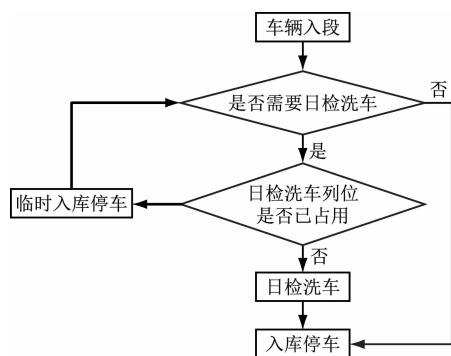 车辆入段
是否需要日检洗车
否
是
临时入库停车
日检洗车列位
是否已占用
否
日检洗车
入库停车